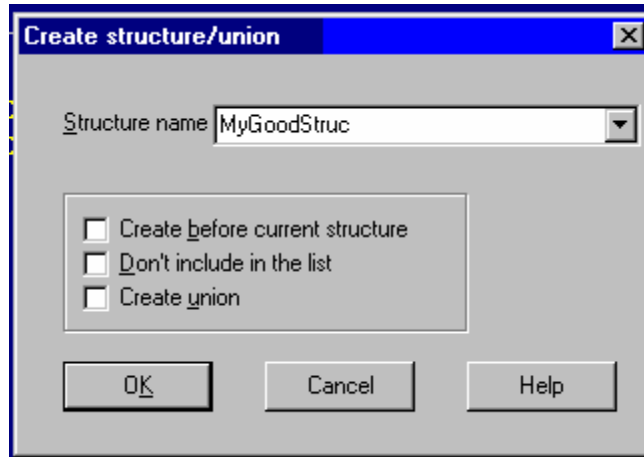 Create structure/union
Structure name MyGoodStruc
Create before current structure
Don't include in the list
Create union
OK Cancel Help